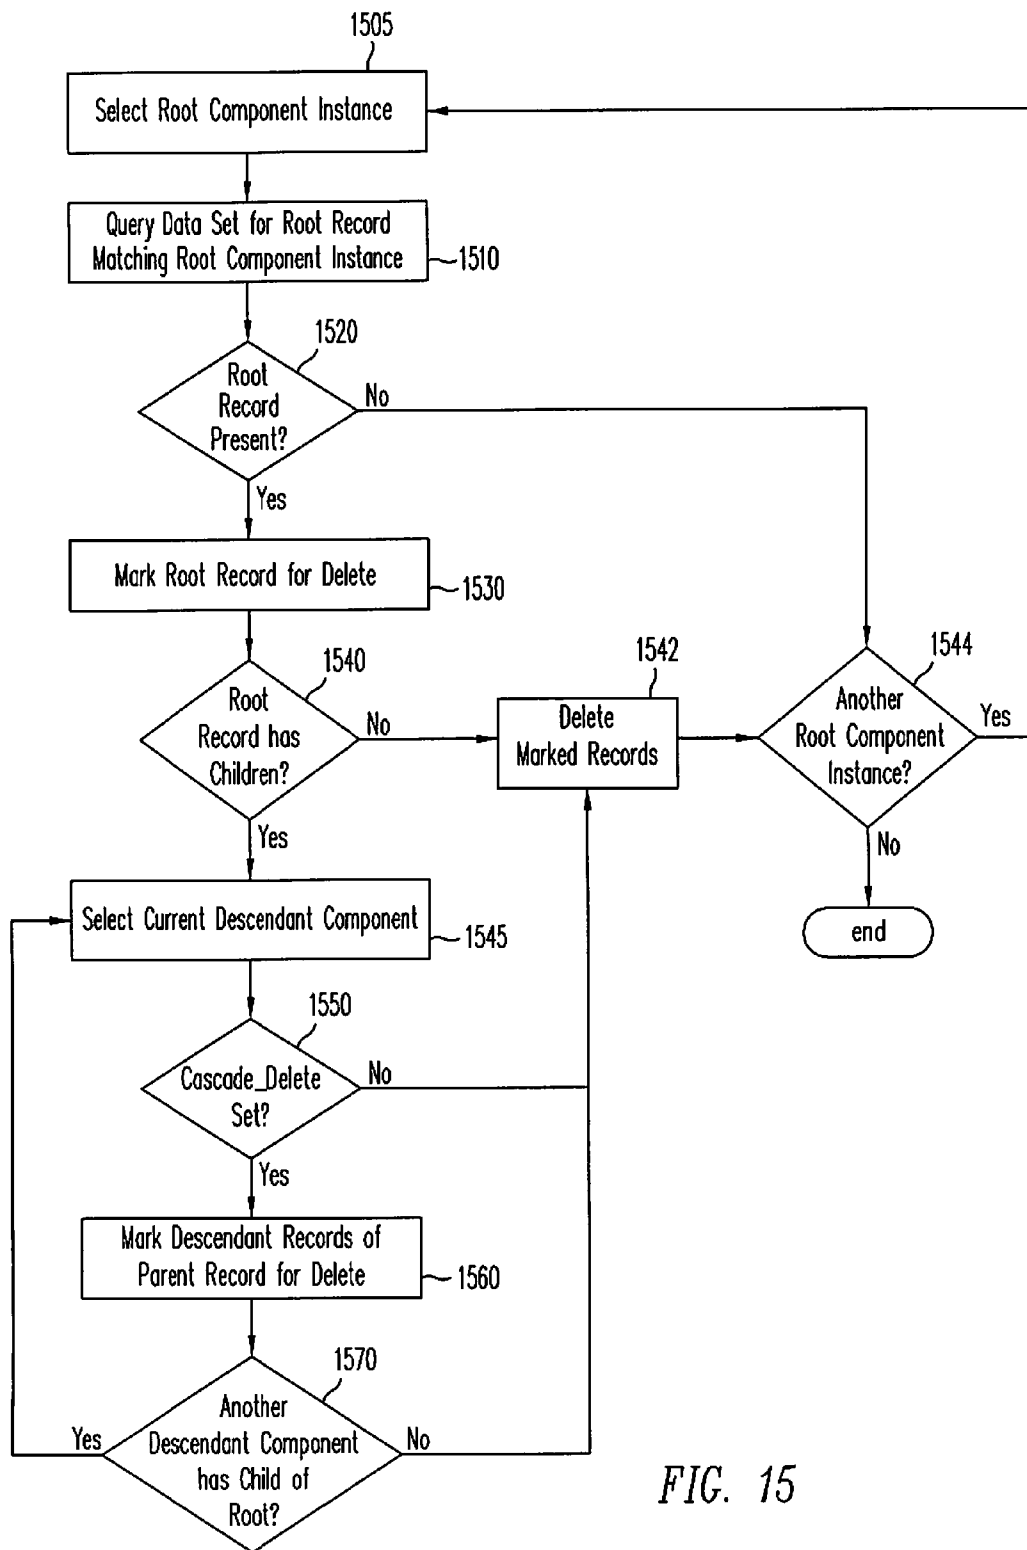 1505
Select Root Component Instance
Query Data Set for Root Record
Matching Root Component Instance
1510
1520
Root
Record
Present?
No
Yes
Mark Root Record for Delete
1530
1540
Root
Record has
Children?
No
Yes
1542
Delete
Marked Records
1544
Another
Root Component
Instance?
Yes
No
end
Select Current Descendant Component
1545
1550
Cascade_Delete
Set?
No
Yes
Mark Descendant Records of
Parent Record for Delete
1560
1570
Another
Descendant Component
has Child of
Root?
Yes
No
FIG. 15